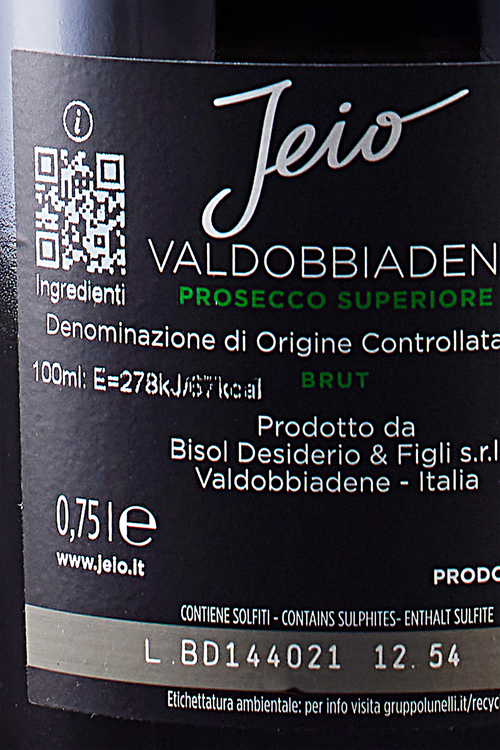 Jeio
VALDOBBIADEN
PROSECCO SUPERIORE
Ingredienti
Denominazione di Origine Controllata
100ml: E=278kJ/67kcal
BRUT
Prodotto da
Bisol Desiderio & Figli s.r.l
Valdobbiadene - Italia
0,75 l e
www.jeio.it
PRODO
CONTIENE SOLFITI - CONTAINS SULPHITES- ENTHALT SULFITE
L.BD144021 12.54
Etichettatura ambientale: per info visita gruppolunelli.it/recyc